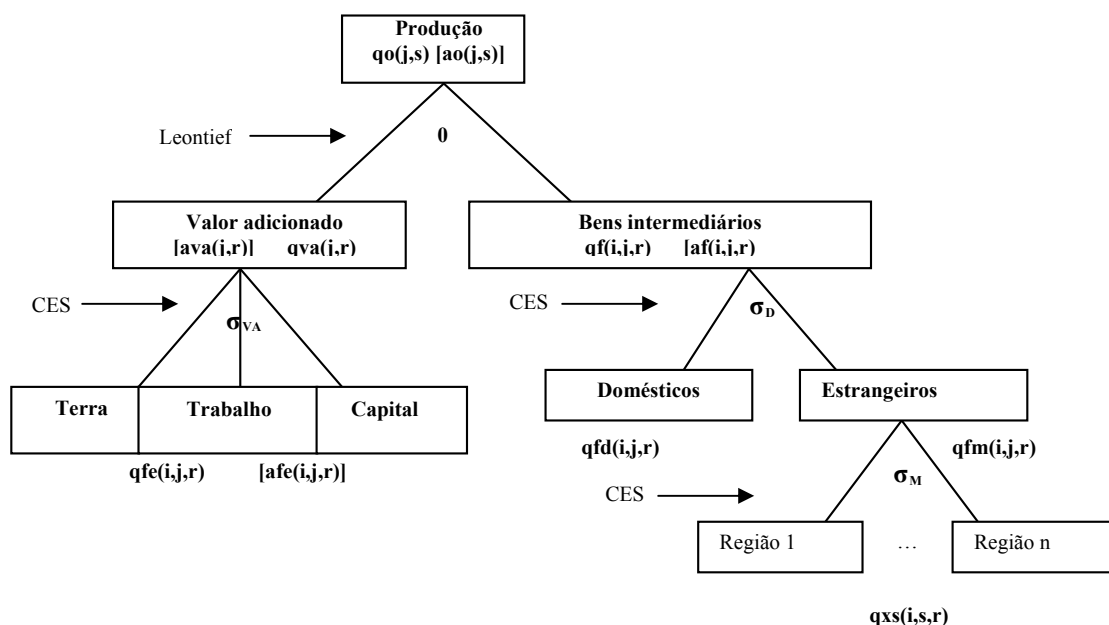 Produção
qo(j,s) [ao(j,s)]
Leontief
0
Valor adicionado
[ava(j,r)] qva(j,r)
Bens intermediários
qf(i,j,r) [af(i,j,r)
CES
σVA
CES
σD
Terra
Trabalho
Capital
Domésticos
Estrangeiros
qfe(i,j,r) [afe(i,j,r)]
qfd(i,j,r)
qfm(i,j,r)
CES
σM
Região 1
...
Região n
qxs(i,s,r)